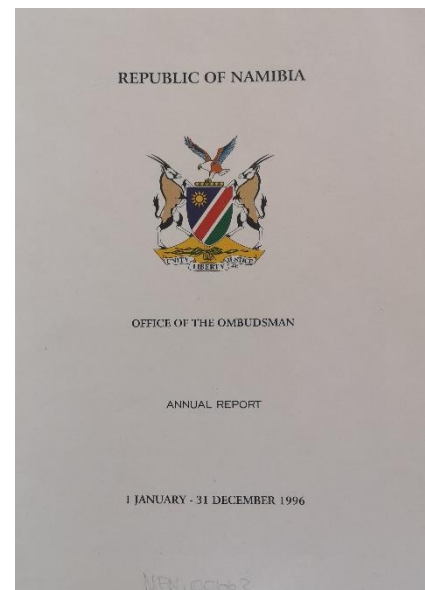 REPUBLIC OF NAMIBIA
UNITY LIBERTY JUSTICE
OFFICE OF THE OMBUDSMAN
ANNUAL REPORT
1 JANUARY - 31 DECEMBER 1996